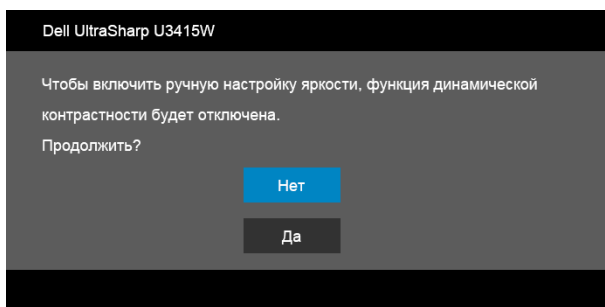 Dell UltraSharp U3415W
Чтобы включить ручную настройку яркости, функция динамической
контрастности будет отключена.
Продолжить?
Нет
Да